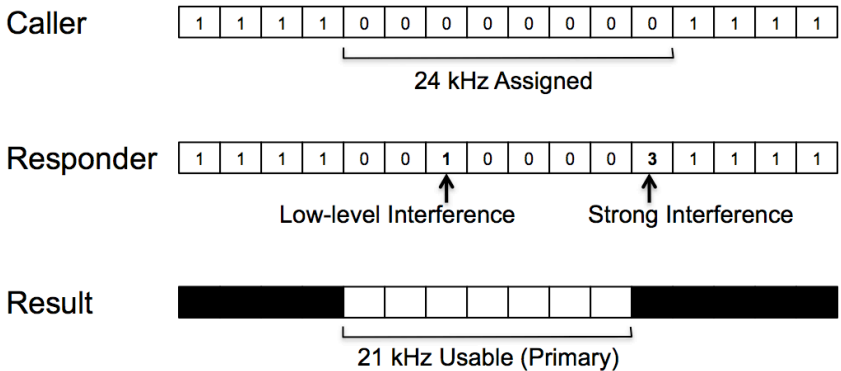 Caller 1 1 1 1 0 0 0 0 0 0 0 0 1 1 1 1
24 kHz Assigned
Responder 1 1 1 1 0 0 1 0 0 0 0 3 1 1 1 1
Low-level Interference Strong Interference
Result
21 kHz Usable (Primary)